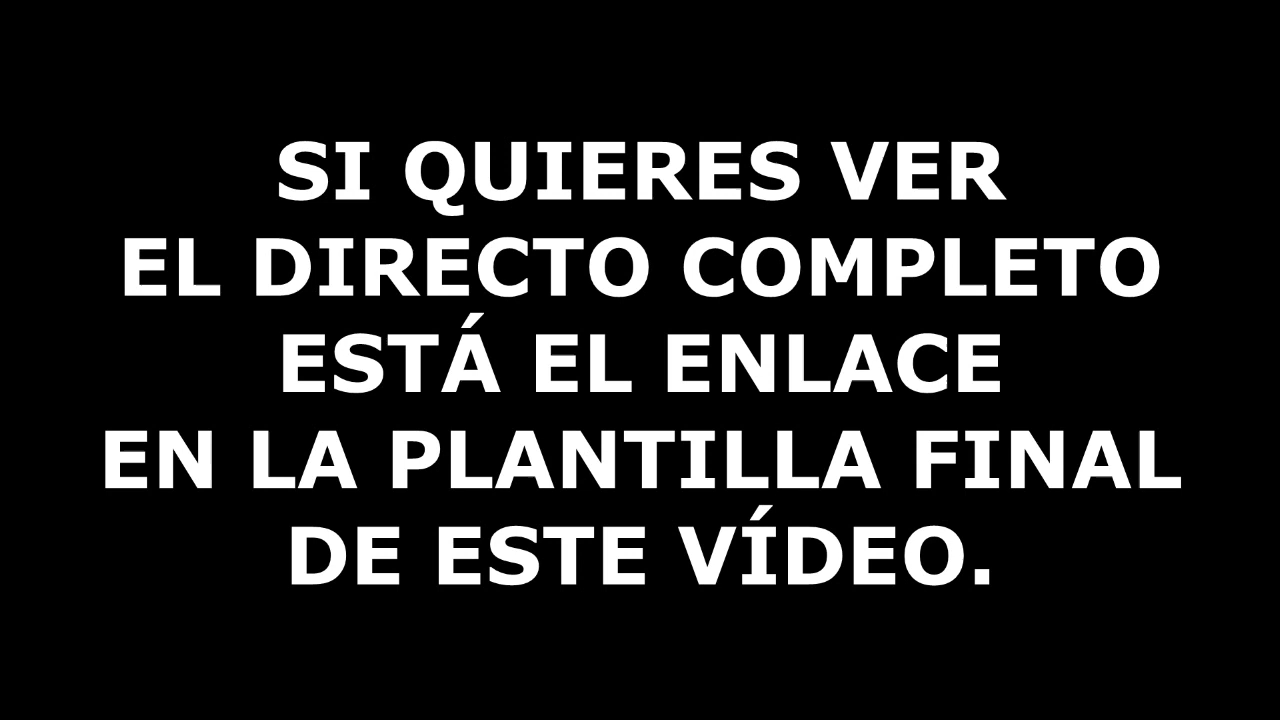 SI QUIERES VER
EL DIRECTO COMPLETO
ESTÁ EL ENLACE
EN LA PLANTILLA FINAL
DE ESTE VÍDEO.